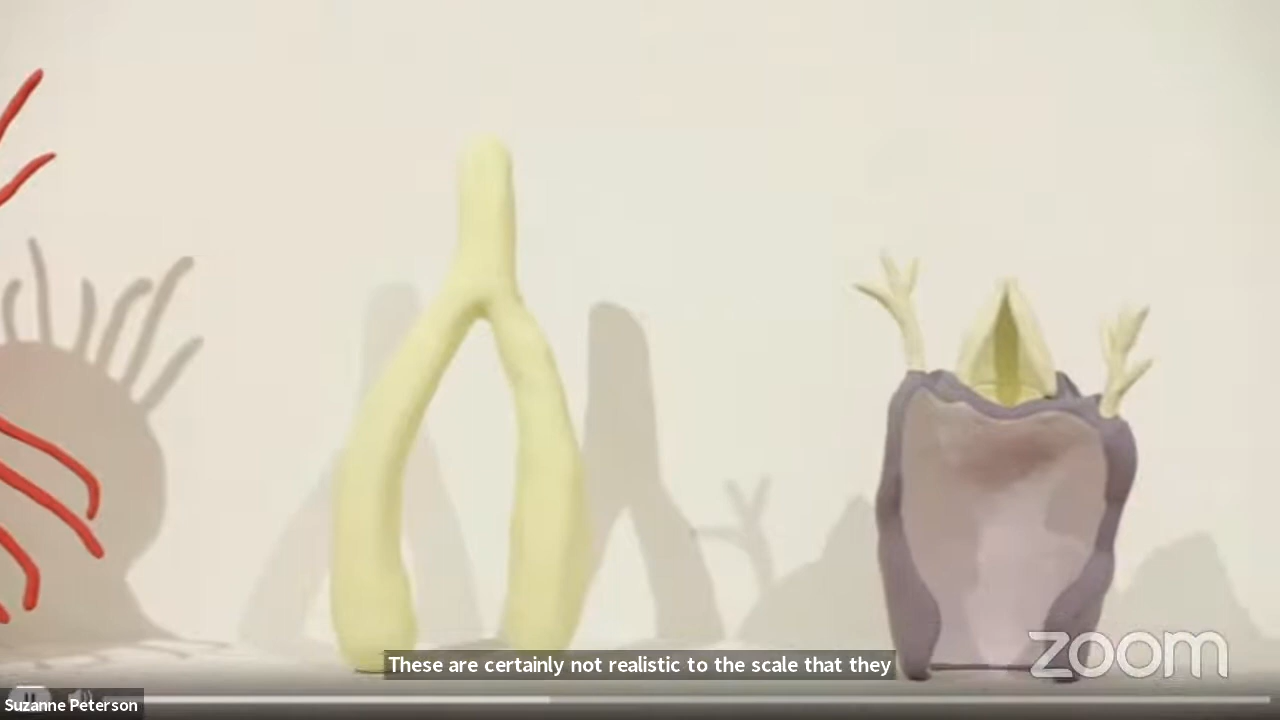 These are certainly not realistic to the scale that they
zoom
Suzanne Peterson